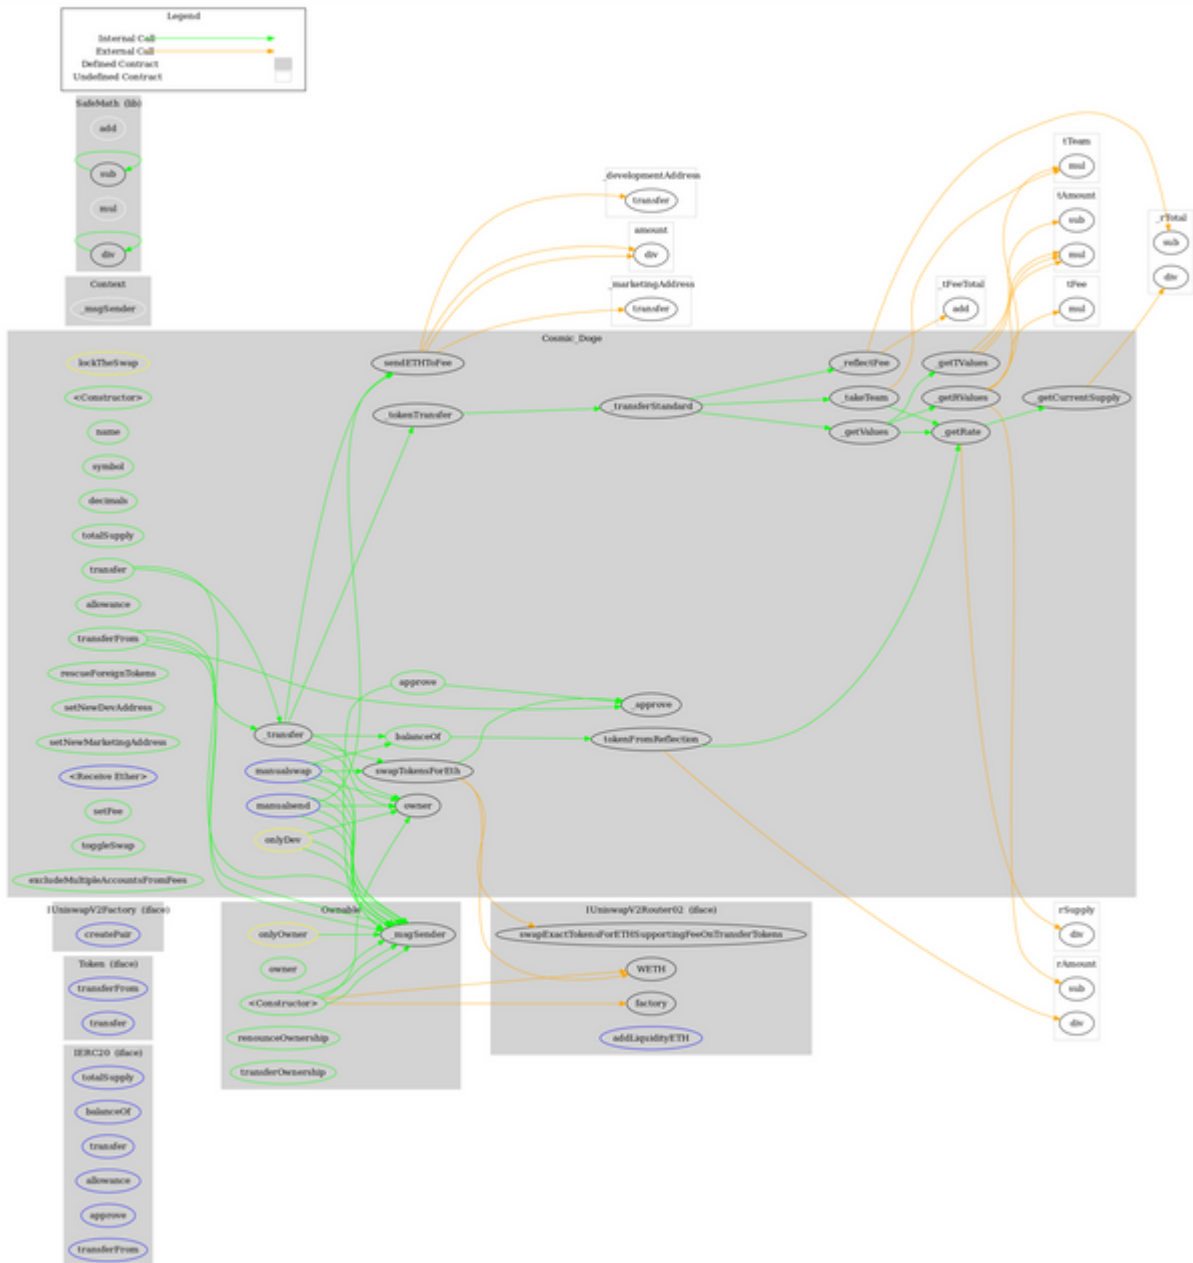 Legend
Internal Call
External Call
Defined Contract
Undefined Contract
SafeMath (lib)
add
sub
mul
div
Context
_msgSender
_developmentAddress
transfer
amount
div
_marketingAddress
transfer
_tFeeTotal
add
tTeam
mul
tAmount
sub
mul
tFee
mul
_rTotal
sub
div
Cosmic_Doge
lockTheSwap
<Constructor>
name
symbol
decimals
totalSupply
transfer
allowance
transferFrom
rescueForeignTokens
setNewDevAddress
setNewMarketingAddress
<Receive Ether>
setFee
toggleSwap
excludeMultipleAccountsFromFees
_transfer
manualswap
manualsend
onlyDev
sendETHToFee
_tokenTransfer
approve
balanceOf
swapTokensForEth
owner
_transferStandard
_approve
tokenFromReflection
_reflectFee
_takeTeam
_getValues
_getTValues
_getRValues
_getRate
_getCurrentSupply
IUniswapV2Factory (iface)
createPair
Token (iface)
transferFrom
transfer
IERC20 (iface)
totalSupply
balanceOf
transfer
allowance
approve
transferFrom
Ownable
onlyOwner
owner
<Constructor>
renounceOwnership
transferOwnership
_msgSender
IUniswapV2Router02 (iface)
swapExactTokensForETHSupportingFeeOnTransferTokens
WETH
factory
addLiquidityETH
rSupply
div
rAmount
sub
div